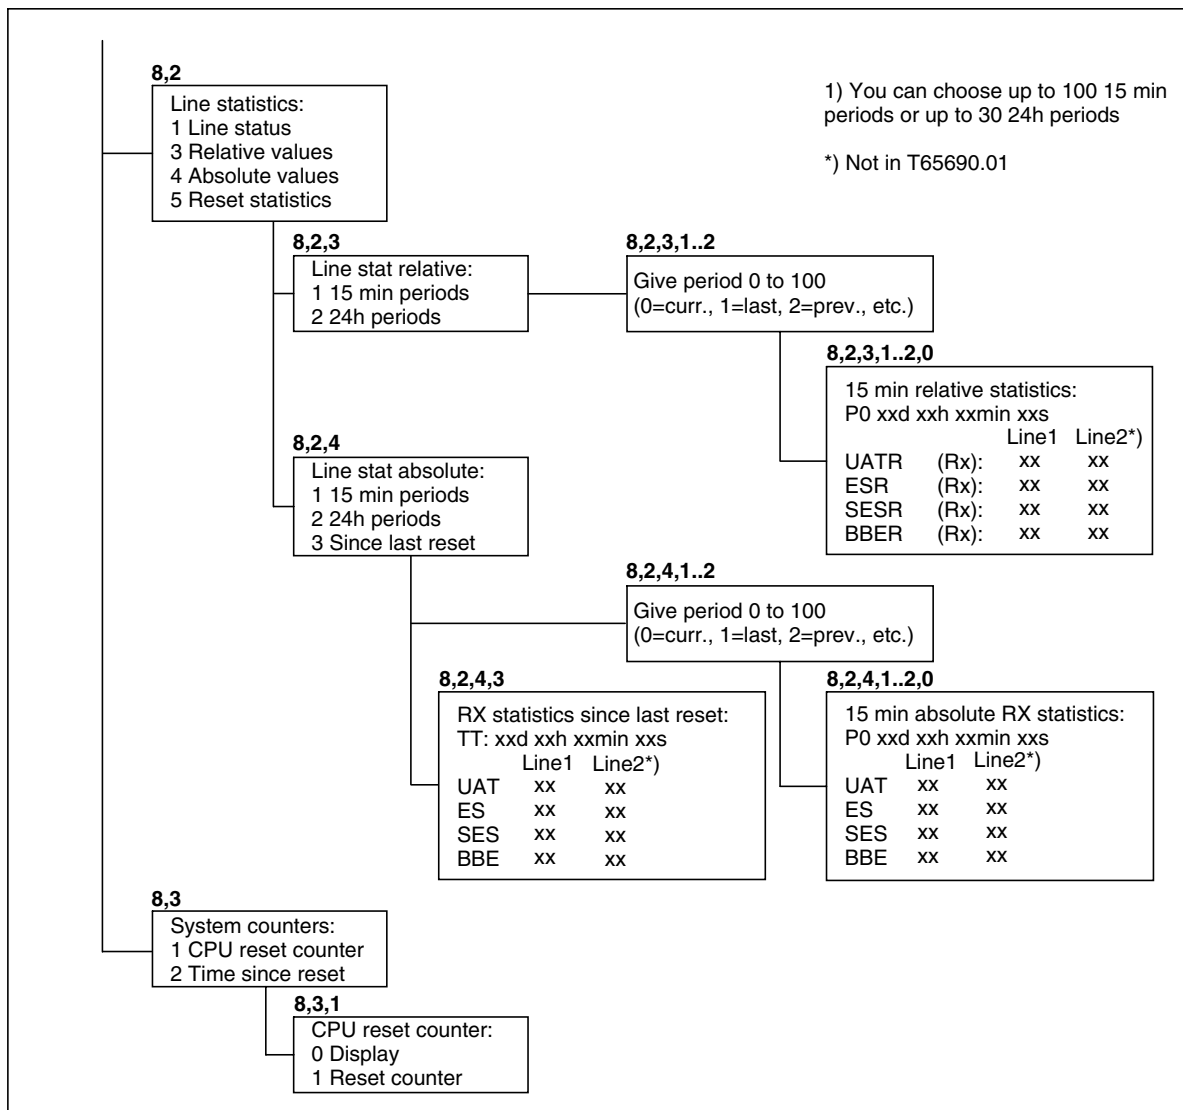 8,2
Line statistics:
1 Line status
3 Relative values
4 Absolute values
5 Reset statistics
1) You can choose up to 100 15 min
periods or up to 30 24h periods
*) Not in T65690.01
8,2,3
Line stat relative:
1 15 min periods
2 24h periods
8,2,3,1..2
Give period 0 to 100
(0=curr., 1=last, 2=prev., etc.)
8,2,3,1..2,0
15 min relative statistics:
P0 xxd xxh xxmin xxs
Line1 Line2*)
UATR (Rx): xx xx
ESR (Rx): xx xx
SESR (Rx): xx xx
BBER (Rx): xx xx
8,2,4
Line stat absolute:
1 15 min periods
2 24h periods
3 Since last reset
8,2,4,1..2
Give period 0 to 100
(0=curr., 1=last, 2=prev., etc.)
8,2,4,3
RX statistics since last reset:
TT: xxd xxh xxmin xxs
Line1 Line2*)
UAT xx xx
ES xx xx
SES xx xx
BBE xx xx
8,2,4,1..2,0
15 min absolute RX statistics:
P0 xxd xxh xxmin xxs
Line1 Line2*)
UAT xx xx
ES xx xx
SES xx xx
BBE xx xx
8,3
System counters:
1 CPU reset counter
2 Time since reset
8,3,1
CPU reset counter:
0 Display
1 Reset counter